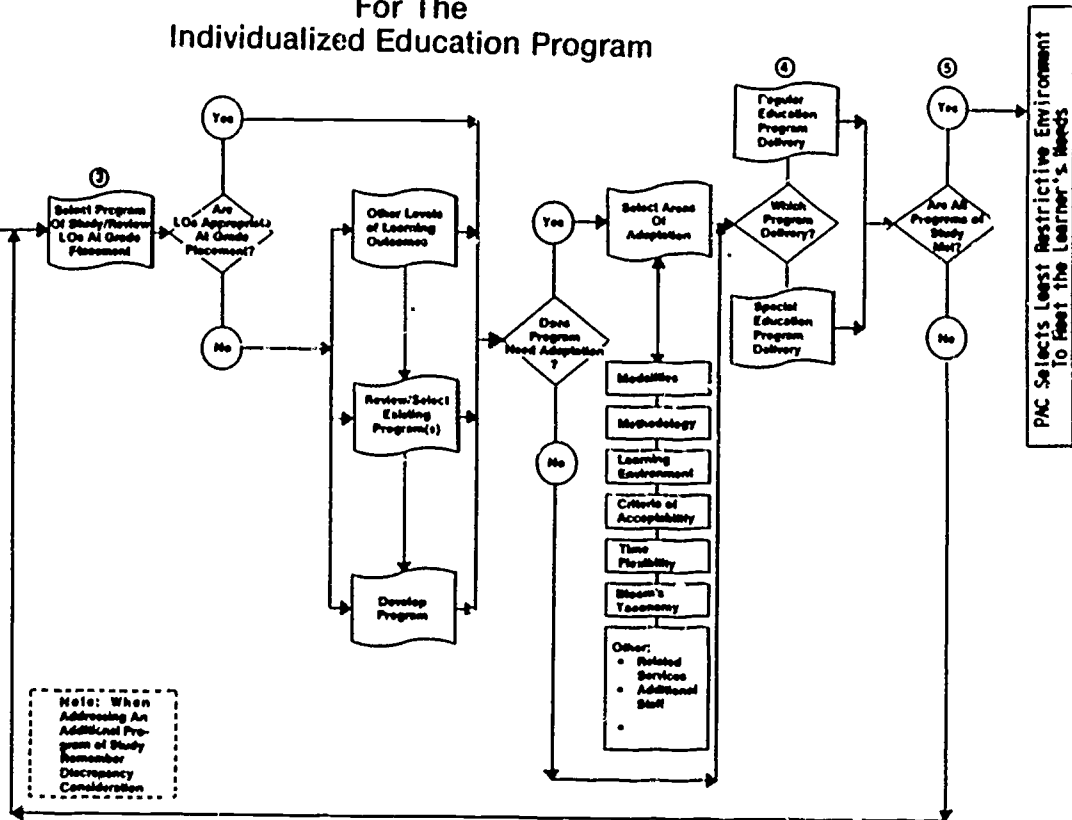 For The
Individualized Education Program
③
Select Program
Of Study/Review
LOs At Grade
Placement
Are
LOs Appropriate
At Grade
Placement?
Yes
No
Other Levels
of Learning
Outcomes
Review/Select
Existing
Program(s)
Develop
Program
Does
Program
Need Adaptation
?
Yes
No
Select Areas
Of
Adaptation
Modalities
Methodology
Learning
Environment
Criteria of
Acceptability
Time
Flexibility
Bloom's
Taxonomy
Other:
• Related
Services
• Additional
Staff
•
④
Regular
Education
Program
Delivery
Which
Program
Delivery?
Special
Education
Program
Delivery
⑤
Yes
Are All
Programs of
Study
Met?
No
PAC Selects Least Restrictive Environment
To Meet the Learner's Needs
Note: When
Addressing An
Additional Pro-
gram of Study
Remember
Discrepancy
Consideration